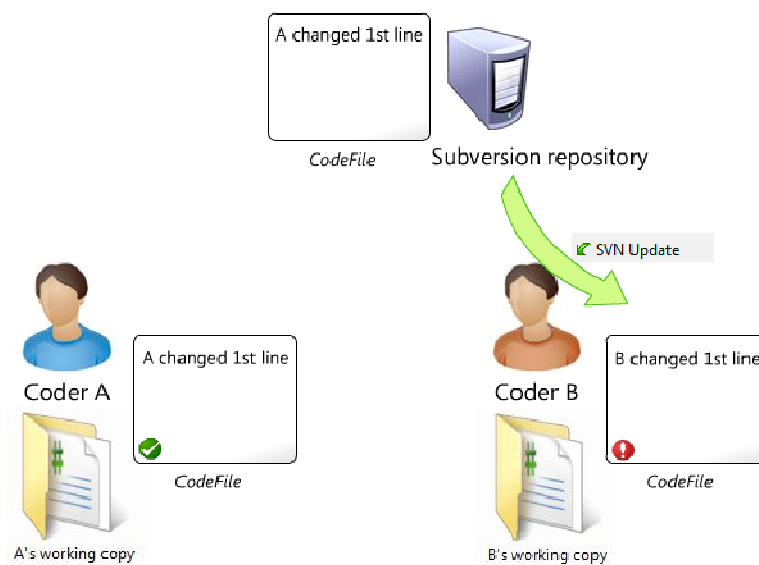 A changed 1st line
CodeFile
Subversion repository
SVN Update
A changed 1st line
B changed 1st line
Coder A
Coder B
CodeFile
CodeFile
A's working copy
B's working copy